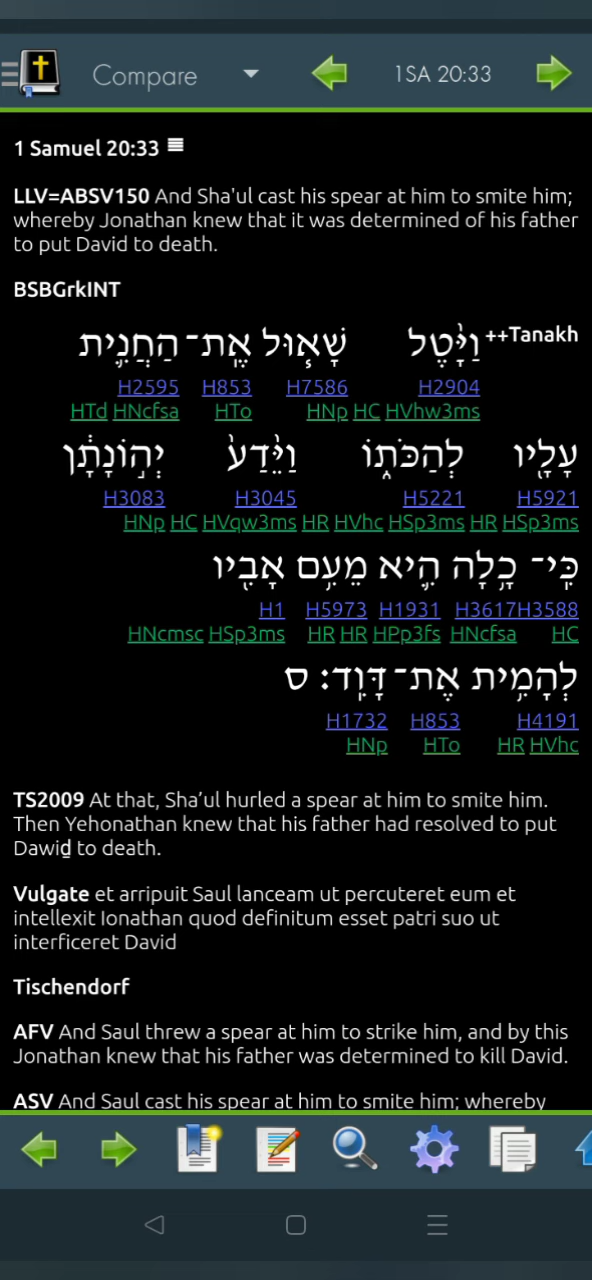 Compare
1SA 20:33
1 Samuel 20:33
LLV=ABSV150 And Sha'ul cast his spear at him to smite him;
whereby Jonathan knew that it was determined of his father
to put David to death.
BSBGrkINT
++Tanakh וַיָּ֨טֶל שָׁא֧וּל אֶֽת־ הַחֲנִ֛ית
H2595 H853 H7586 H2904
HTd HNcfsa HTo HNp HC HVhw3ms
עָלָ֖יו לְהַכֹּת֑וֹ וַיֵּ֙דַע֙ יְה֣וֹנָתָ֔ן
H3083 H3045 H5221 H5921
HNp HC HVqw3ms HR HVhc HSp3ms HR HSp3ms
כִּֽי־ כָ֥לָה הִ֛יא מֵעִ֥ם אָבִ֖יו
H1 H5973 H1931 H3617H3588
HNcmsc HSp3ms HR HR HPp3fs HNcfsa HC
לְהָמִ֥ית אֶת־ דָּוִֽד׃ ס
H1732 H853 H4191
HNp HTo HR HVhc
TS2009 At that, Sha’ul hurled a spear at him to smite him.
Then Yehonathan knew that his father had resolved to put
Dawiḏ to death.
Vulgate et arripuit Saul lanceam ut percuteret eum et
intellexit Ionathan quod definitum esset patri suo ut
interficeret David
Tischendorf
AFV And Saul threw a spear at him to strike him, and by this
Jonathan knew that his father was determined to kill David.
ASV And Saul cast his spear at him to smite him; whereby